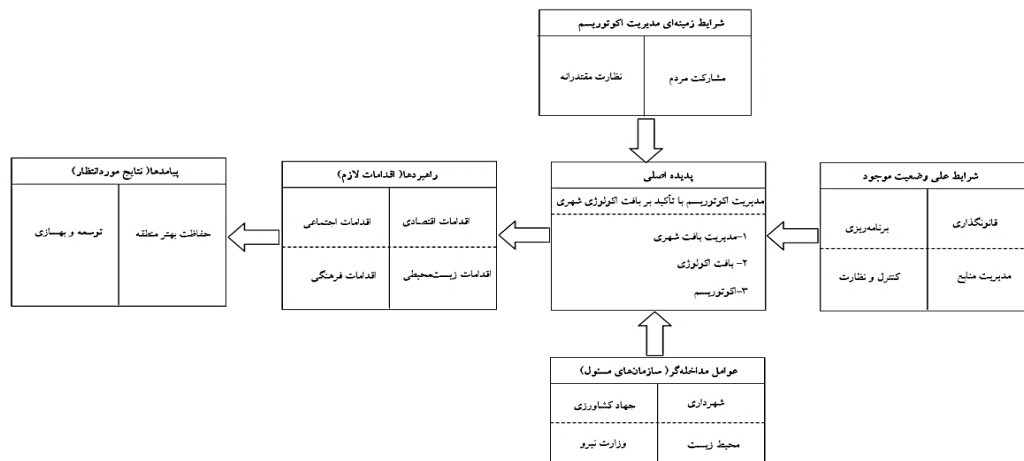 شرایط زمینه‌ای مدیریت اکوتوریسم
مشارکت مردم
نظارت مقتدرانه
شرایط علی وضعیت موجود
قانونگذاری
برنامه‌ریزی
مدیریت منابع
کنترل و نظارت
پدیده اصلی
مدیریت اکوتوریسم با تأکید بر بافت اکولوژی شهری
۱-مدیریت بافت شهری
۲- بافت اکولوژی
۳-اکوتوریسم
راهبردها( اقدامات لازم)
اقدامات اقتصادی
اقدامات اجتماعی
اقدامات زیست‌محیطی
اقدامات فرهنگی
پیامدها( نتایج موردانتظار)
حفاظت بهتر منطقه
توسعه و بهسازی
عوامل مداخله‌گر( سازمان‌های مسئول)
شهرداری
جهاد کشاورزی
محیط زیست
وزارت نیرو